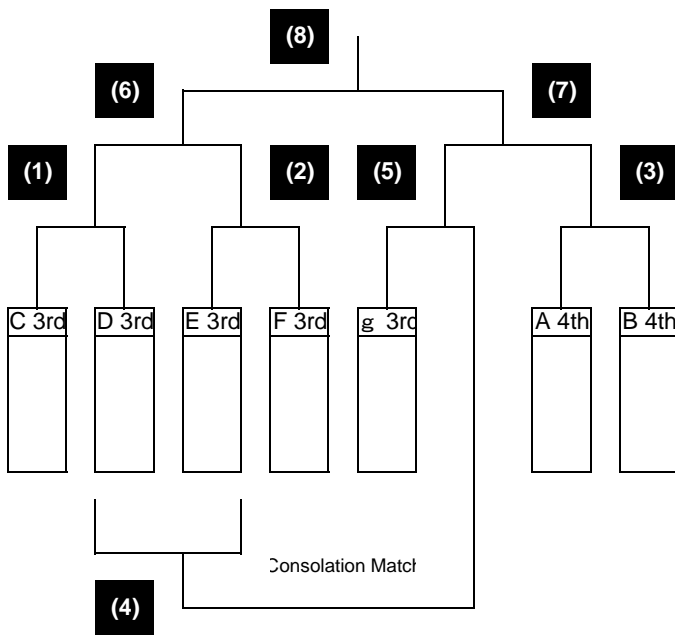 (8)
(6) (7)
(1) (2) (5) (3)
C 3rd D 3rd E 3rd F 3rd g 3rd A 4th B 4th
Consolation Match
(4)